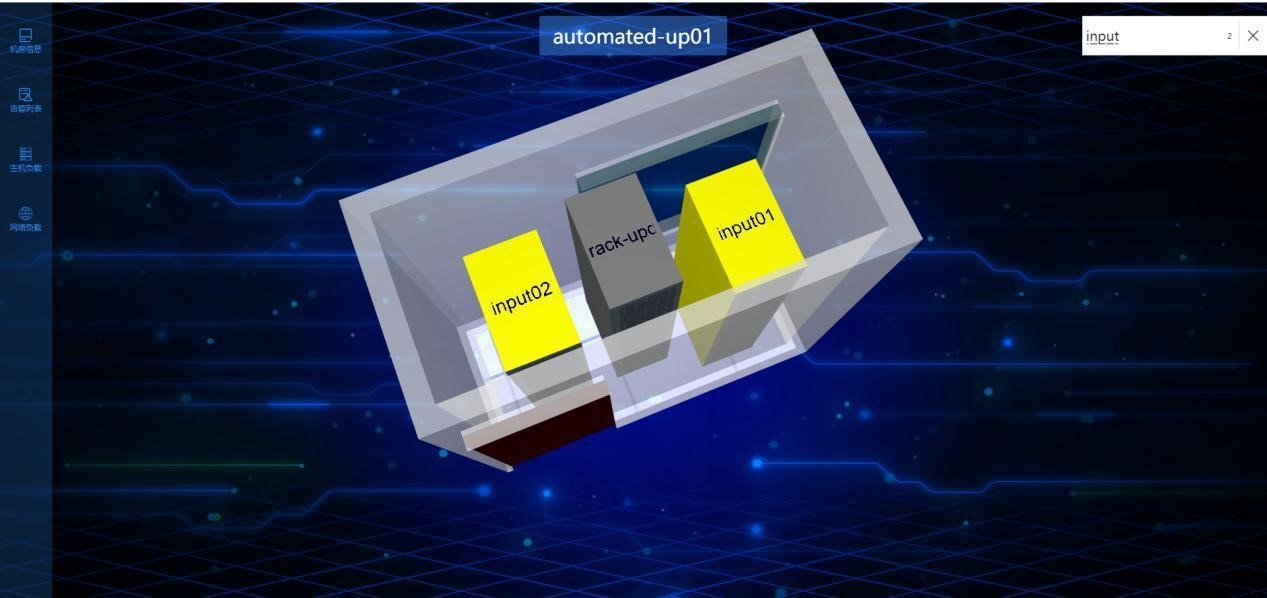 automated-up01
input
2
机房信息
告警列表
主机负载
网络负载
input01
rack-upc
input02